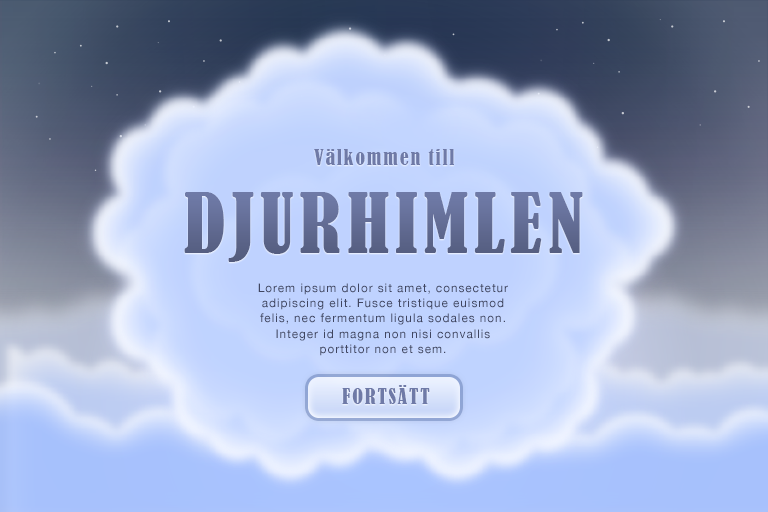 Välkommen till
DJURHIMLEN
Lorem ipsum dolor sit amet, consectetur
adipiscing elit. Fusce tristique euismod
felis, nec fermentum ligula sodales non.
Integer id magna non nisi convallis
porttitor non et sem.
FORTSÄTT